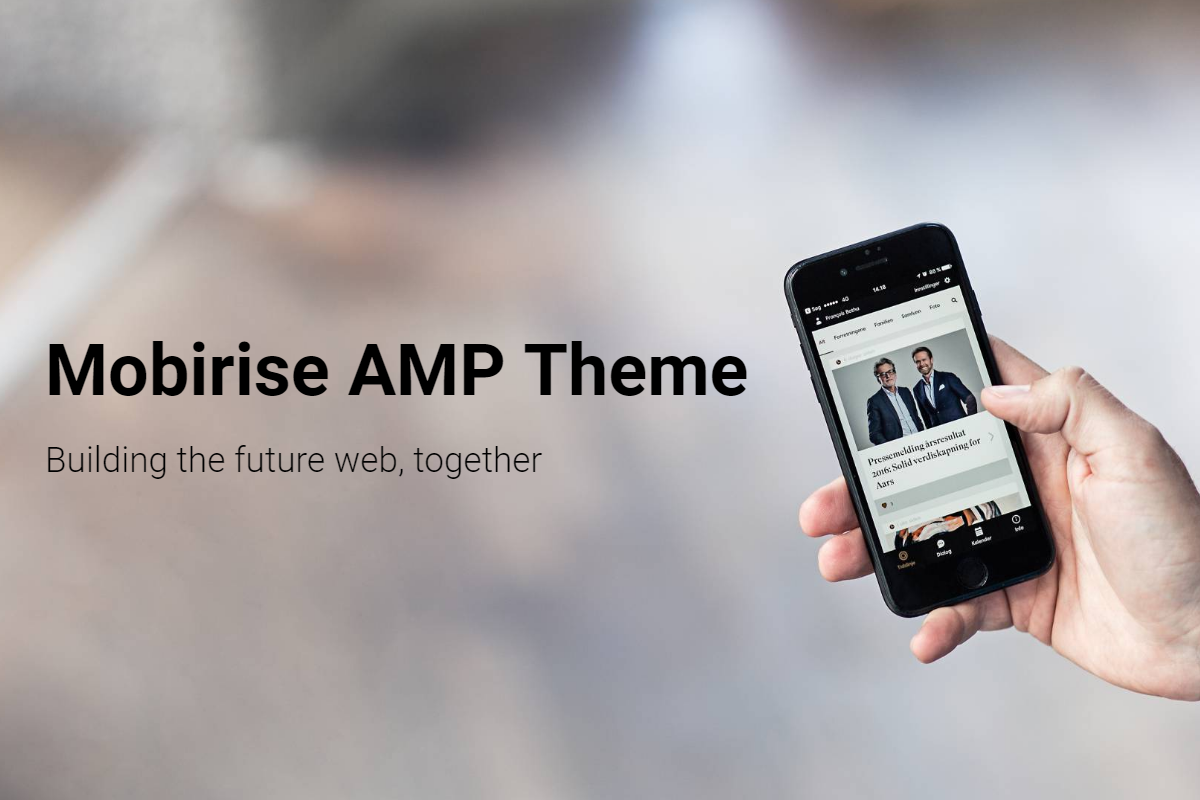 Mobirise AMP Theme
Building the future web, together
Søg 4G 14.18 80 %
François Botha Innstillinger
Alt Forretningene Familien Samfunn Foto
Pressemelding årsresultat
2016: Solid verdiskapning for
Aars
Tidslinje Dialog Kalender Info